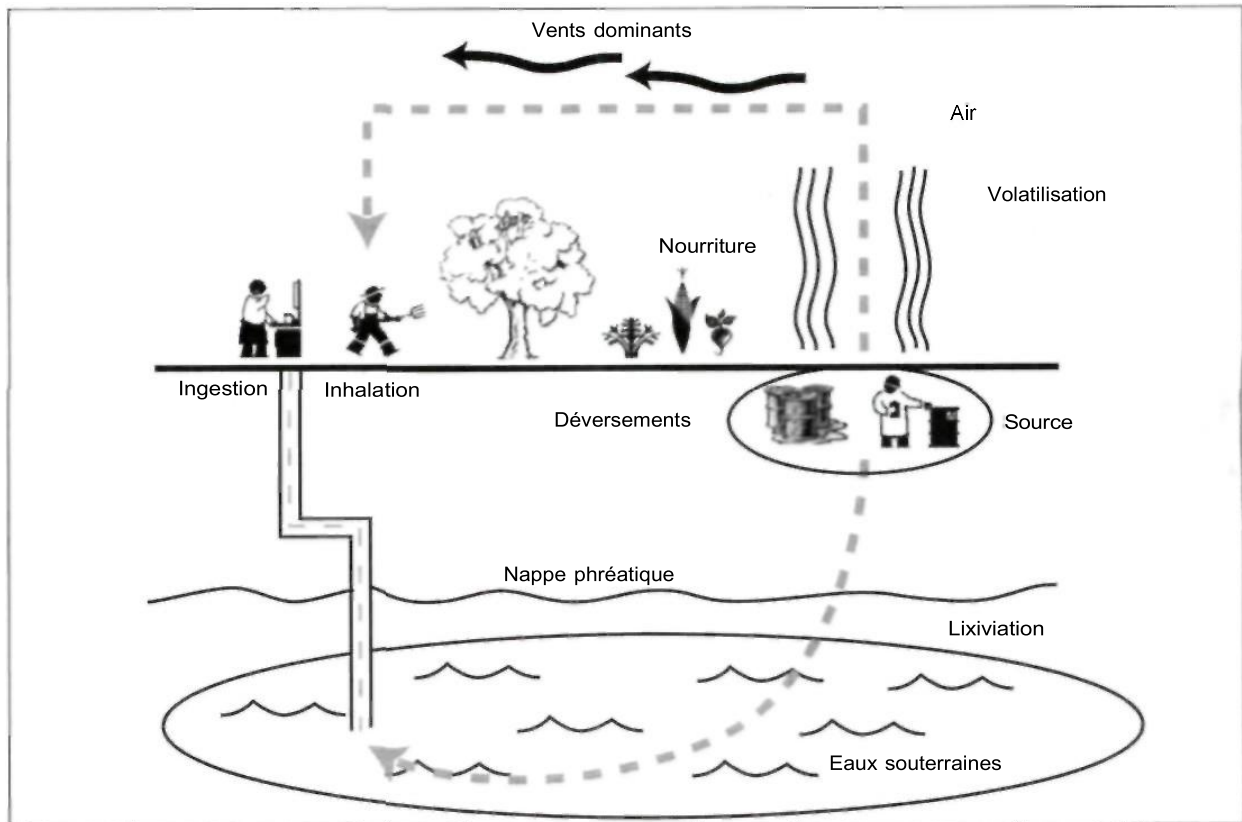 Vents dominants
Air
Volatilisation
Nourriture
Ingestion
Inhalation
Déversements
Source
Nappe phréatique
Lixiviation
Eaux souterraines